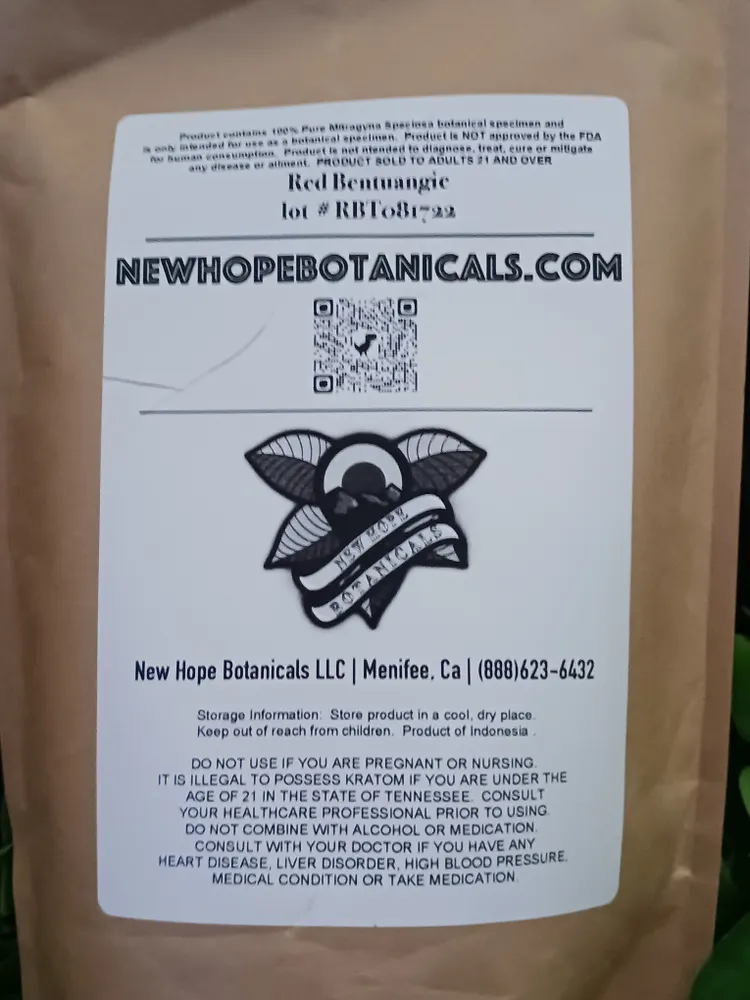 Product contains 100% Pure Mitragyna Speciosa botanical specimen and
is only intended for use as a botanical specimen. Product is NOT approved by the FDA
for human consumption. Product is not ntended to diagnose, treat, cure or mitigate
any disease or ailment. PRODUCT SOLD TO ADULTS 21 AND OVER
Red Bentuangie
lot # RBT081722
NEWHOPEBOTANICALS.COM
NEW HOPE
BOTANICALS
New Hope Botanicals LLC | Menifee, Ca | (888)623-6432
Storage Information: Store product in a cool, dry place.
Keep out of reach from children. Product of Indonesia .
DO NOT USE IF YOU ARE PREGNANT OR NURSING.
IT IS ILLEGAL TO POSSESS KRATOM IF YOU ARE UNDER THE
AGE OF 21 IN THE STATE OF TENNESSEE. CONSULT
YOUR HEALTHCARE PROFESSIONAL PRIOR TO USING.
DO NOT COMBINE WITH ALCOHOL OR MEDICATION.
CONSULT WITH YOUR DOCTOR IF YOU HAVE ANY
HEART DISEASE, LIVER DISORDER, HIGH BLOOD PRESSURE.
MEDICAL CONDITION OR TAKE MEDICATION.